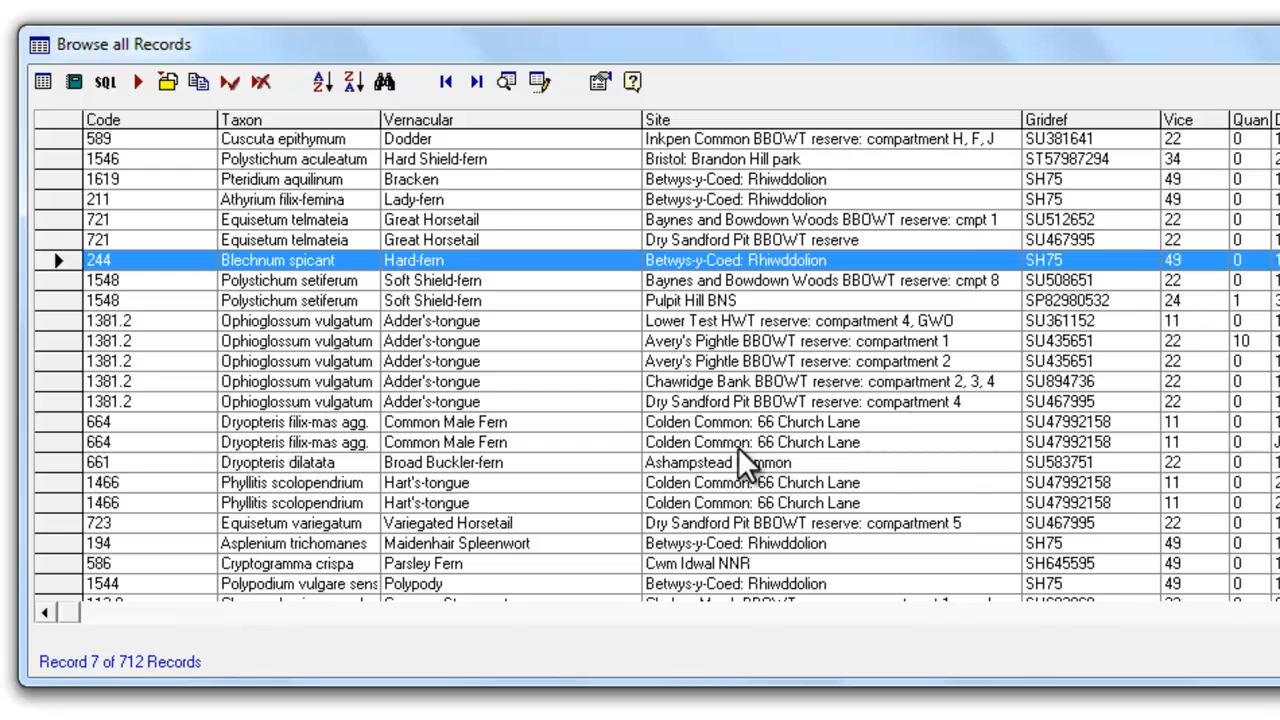 Browse all Records
SQL A Z Z A ?
Code Taxon Vernacular Site Gridref Vice Quan
589 Cuscuta epithymum Dodder Inkpen Common BBOWT reserve: compartment H, F, J SU381641 22 0
1546 Polystichum aculeatum Hard Shield-fern Bristol: Brandon Hill park ST57987294 34 0
1619 Pteridium aquilinum Bracken Betwys-y-Coed: Rhiwddolion SH75 49 0
211 Athyrium filix-femina Lady-fern Betwys-y-Coed: Rhiwddolion SH75 49 0
721 Equisetum telmateia Great Horsetail Baynes and Bowdown Woods BBOWT reserve: cmpt 1 SU512652 22 0
721 Equisetum telmateia Great Horsetail Dry Sandford Pit BBOWT reserve SU467995 22 0
244 Blechnum spicant Hard-fern Betwys-y-Coed: Rhiwddolion SH75 49 0
1548 Polystichum setiferum Soft Shield-fern Baynes and Bowdown Woods BBOWT reserve: cmpt 8 SU508651 22 0
1548 Polystichum setiferum Soft Shield-fern Pulpit Hill BNS SP82980532 24 1
1381.2 Ophioglossum vulgatum Adder's-tongue Lower Test HWT reserve: compartment 4, GWO SU361152 11 0
1381.2 Ophioglossum vulgatum Adder's-tongue Avery's Pightle BBOWT reserve: compartment 1 SU435651 22 10
1381.2 Ophioglossum vulgatum Adder's-tongue Avery's Pightle BBOWT reserve: compartment 2 SU435651 22 0
1381.2 Ophioglossum vulgatum Adder's-tongue Chawridge Bank BBOWT reserve: compartment 2, 3, 4 SU894736 22 0
1381.2 Ophioglossum vulgatum Adder's-tongue Dry Sandford Pit BBOWT reserve: compartment 4 SU467995 22 0
664 Dryopteris filix-mas agg. Common Male Fern Colden Common: 66 Church Lane SU47992158 11 0
664 Dryopteris filix-mas agg. Common Male Fern Colden Common: 66 Church Lane SU47992158 11 0
661 Dryopteris dilatata Broad Buckler-fern Ashampstead Common SU583751 22 0
1466 Phyllitis scolopendrium Hart's-tongue Colden Common: 66 Church Lane SU47992158 11 0
1466 Phyllitis scolopendrium Hart's-tongue Colden Common: 66 Church Lane SU47992158 11 0
723 Equisetum variegatum Variegated Horsetail Dry Sandford Pit BBOWT reserve: compartment 5 SU467995 22 0
194 Asplenium trichomanes Maidenhair Spleenwort Betwys-y-Coed: Rhiwddolion SH75 49 0
586 Cryptogramma crispa Parsley Fern Cwm Idwal NNR SH645595 49 0
1544 Polypodium vulgare sens Polypody Betwys-y-Coed: Rhiwddolion SH75 49 0
Record 7 of 712 Records